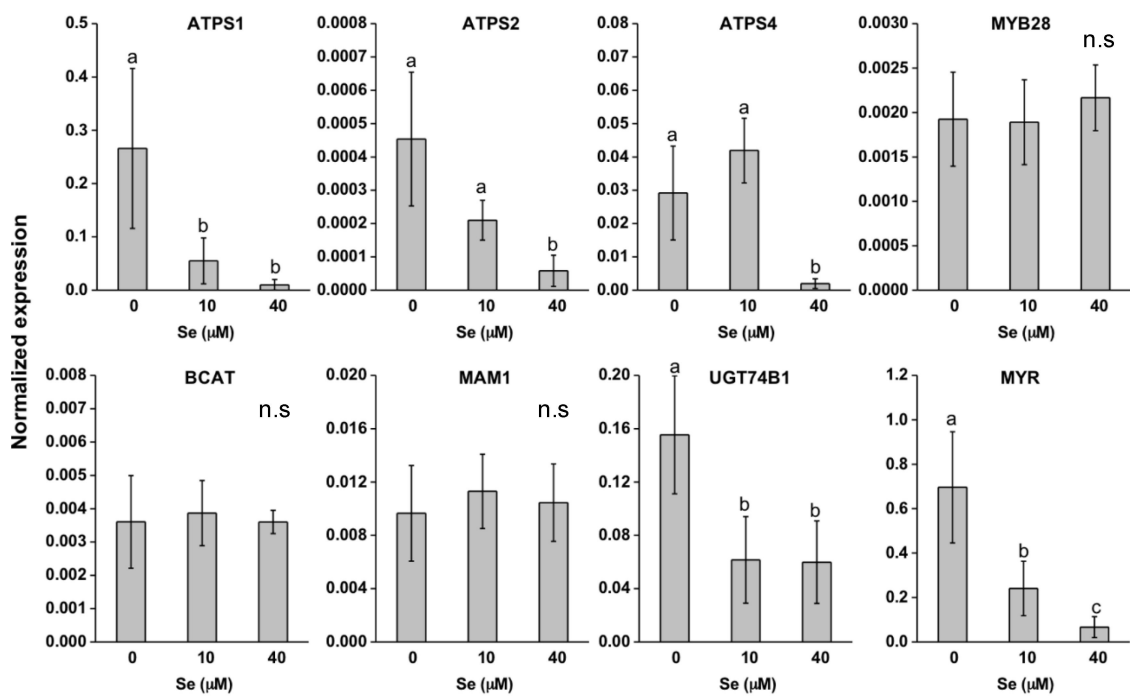 Normalized expression
ATPS1
0.5
0.4
0.3
0.2
0.1
0.0
a
b
b
0 10 40
Se (μM)
ATPS2
0.0008
0.0007
0.0006
0.0005
0.0004
0.0003
0.0002
0.0001
0.0000
a
a
b
0 10 40
Se (μM)
ATPS4
0.08
0.07
0.06
0.05
0.04
0.03
0.02
0.01
0.00
a
a
b
0 10 40
Se (μM)
MYB28
n.s
0.0030
0.0025
0.0020
0.0015
0.0010
0.0005
0.0000
0 10 40
Se (μM)
BCAT
n.s
0.008
0.007
0.006
0.005
0.004
0.003
0.002
0.001
0.000
0 10 40
Se (μM)
MAM1
n.s
0.020
0.016
0.012
0.008
0.004
0.000
0 10 40
Se (μM)
UGT74B1
0.20
0.16
0.12
0.08
0.04
0.00
a
b
b
0 10 40
Se (μM)
MYR
1.2
1.0
0.8
0.6
0.4
0.2
0.0
a
b
c
0 10 40
Se (μM)